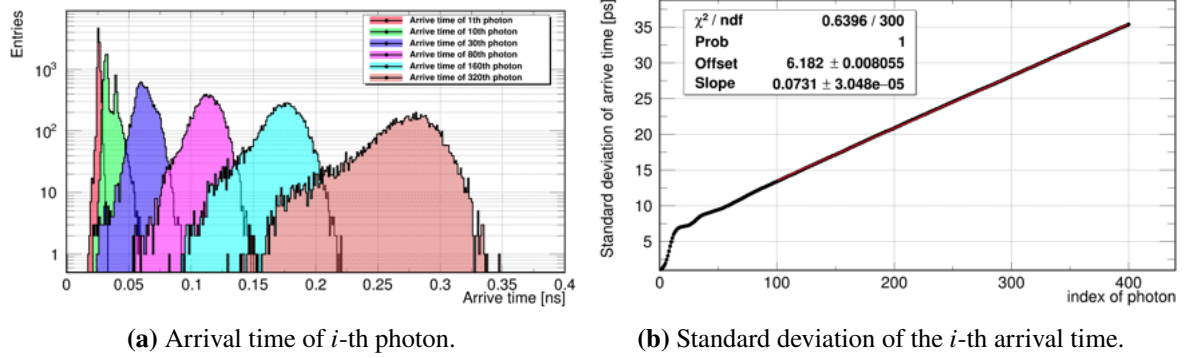 Entries
10³
10²
10
1
Arrive time of 1th photon
Arrive time of 10th photon
Arrive time of 30th photon
Arrive time of 80th photon
Arrive time of 160th photon
Arrive time of 320th photon
0 0.05 0.1 0.15 0.2 0.25 0.3 0.35 0.4
Arrive time [ns]
(a) Arrival time of i-th photon.
Standard deviation of arrive time [ps]
35
30
25
20
15
10
5
χ² / ndf 0.6396 / 300
Prob 1
Offset 6.182 ± 0.008055
Slope 0.0731 ± 3.048e−05
0 100 200 300 400
index of photon
(b) Standard deviation of the i-th arrival time.